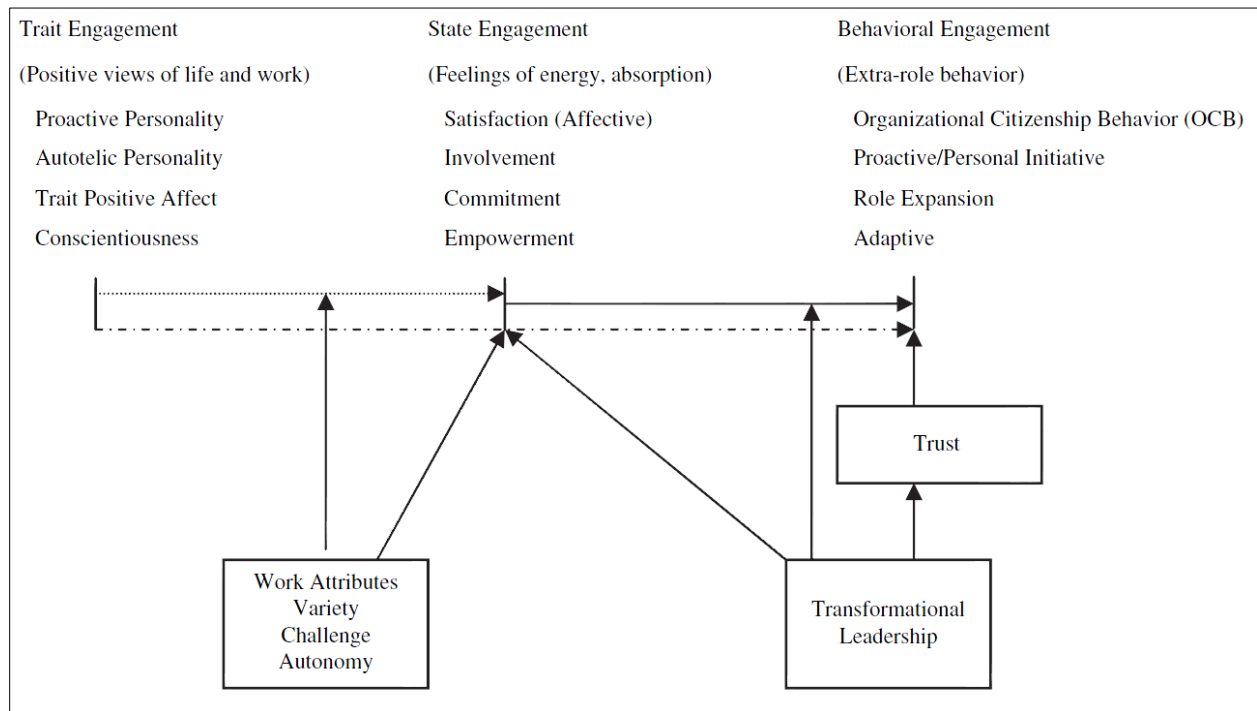 Trait Engagement
(Positive views of life and work)
Proactive Personality
Autotelic Personality
Trait Positive Affect
Conscientiousness
State Engagement
(Feelings of energy, absorption)
Satisfaction (Affective)
Involvement
Commitment
Empowerment
Behavioral Engagement
(Extra-role behavior)
Organizational Citizenship Behavior (OCB)
Proactive/Personal Initiative
Role Expansion
Adaptive
Trust
Work Attributes
Variety
Challenge
Autonomy
Transformational
Leadership